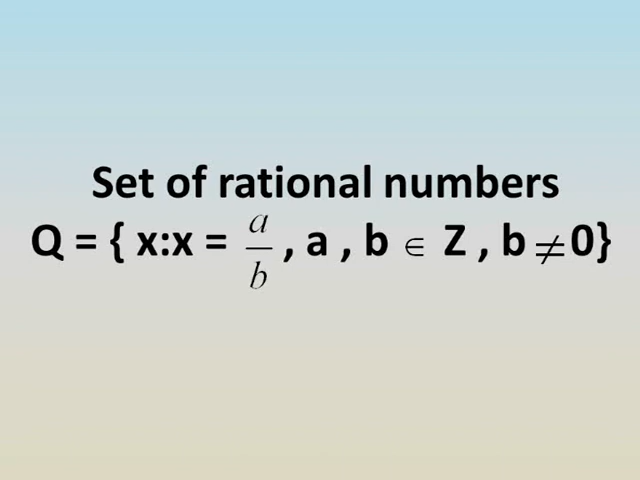 Set of rational numbers
Q = { x:x = a/b , a , b ∈ Z , b ≠ 0}